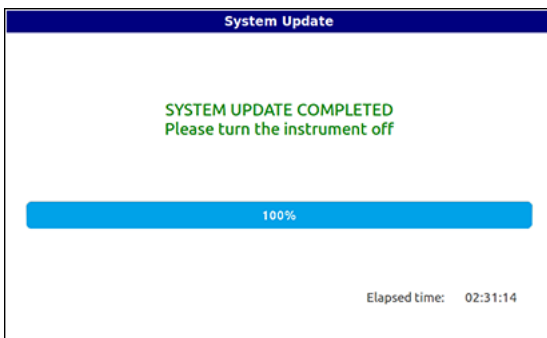 System Update
SYSTEM UPDATE COMPLETED
Please turn the instrument off
100%
Elapsed time: 02:31:14